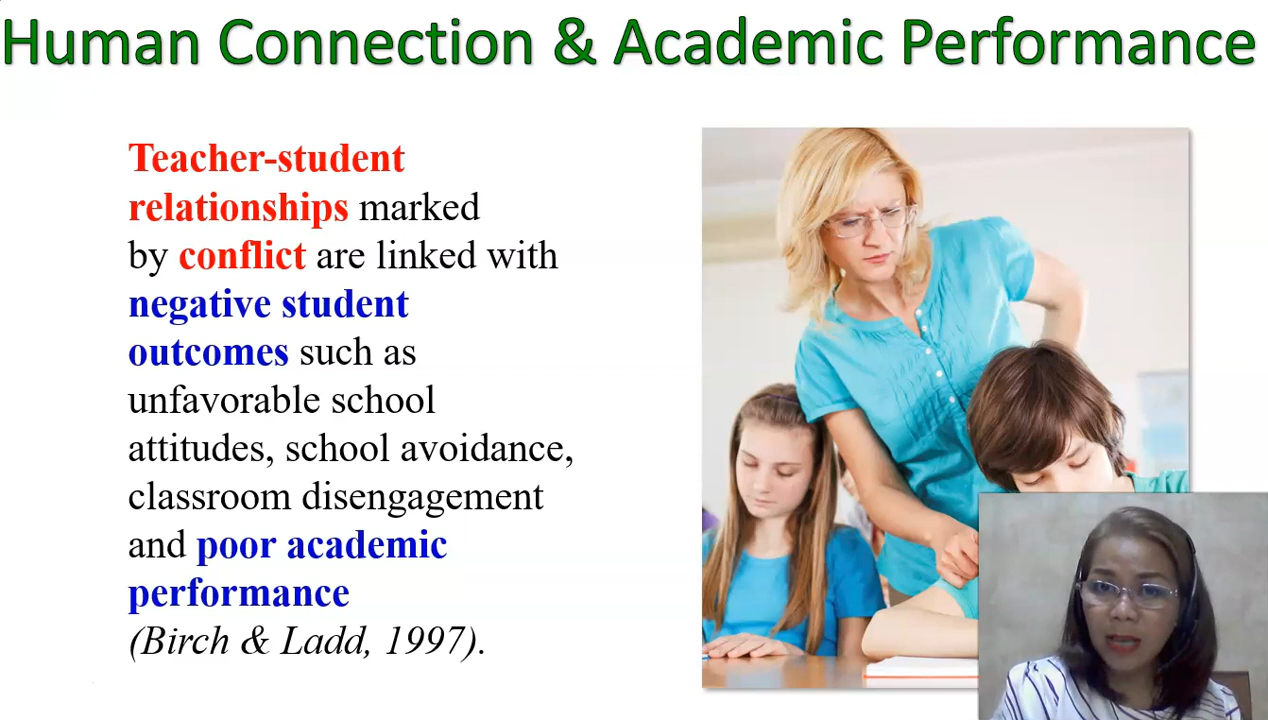 Human Connection & Academic Performance
Teacher-student
relationships marked
by conflict are linked with
negative student
outcomes such as
unfavorable school
attitudes, school avoidance,
classroom disengagement
and poor academic
performance
(Birch & Ladd, 1997).